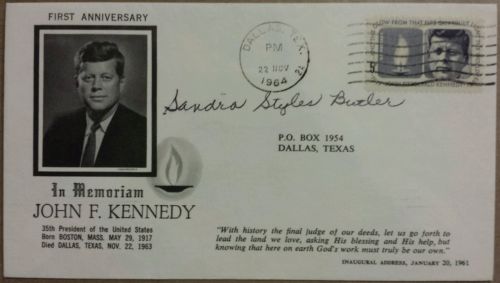 FIRST ANNIVERSARY
DALLAS, TEX.
PM
22 NOV
1964
Sandra Styles Butler
P.O. BOX 1954
DALLAS, TEXAS
In Memoriam
JOHN F. KENNEDY
35th President of the United States
Born BOSTON, MASS. MAY 29, 1917
Died DALLAS, TEXAS, NOV. 22, 1963
"With history the final judge of our deeds, let us go forth to
lead the land we love, asking His blessing and His help, but
knowing that here on earth God's work must truly be our own."
INAUGURAL ADDRESS, JANUARY 20, 1961